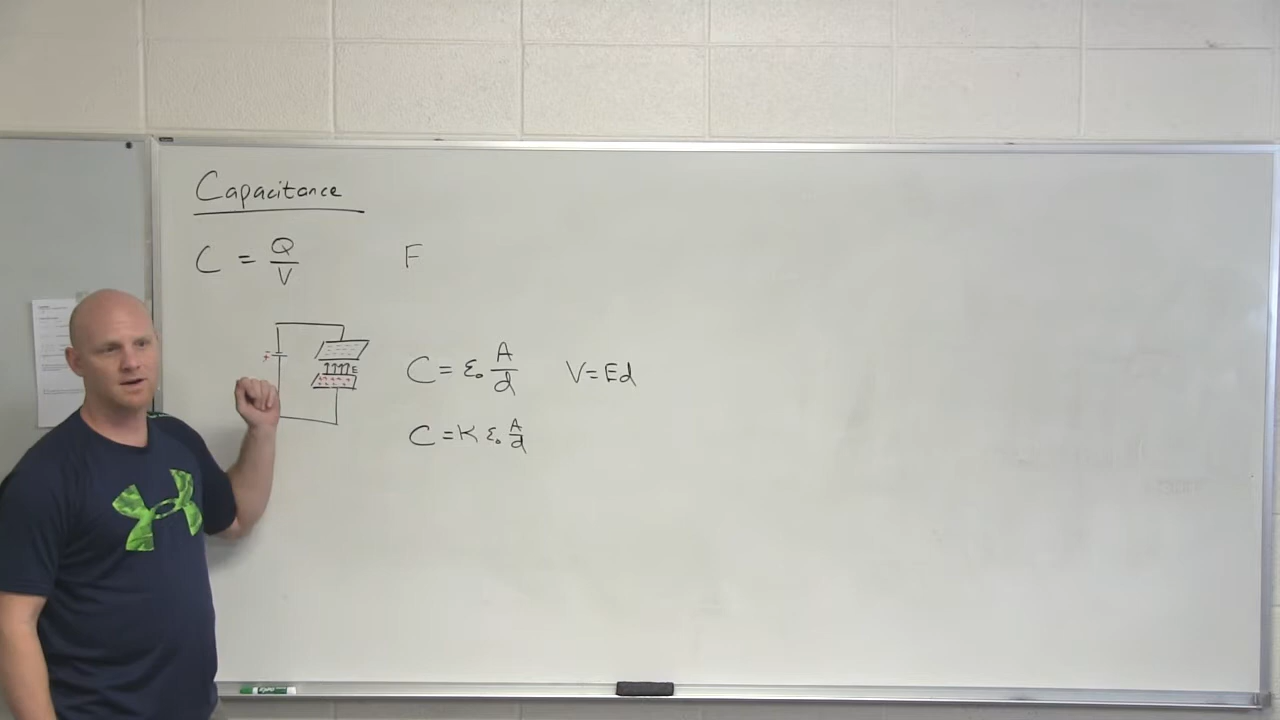 Capacitance
C = Q/V F
+ E
C = ε₀ A/d V = Ed
C = K ε₀ A/d